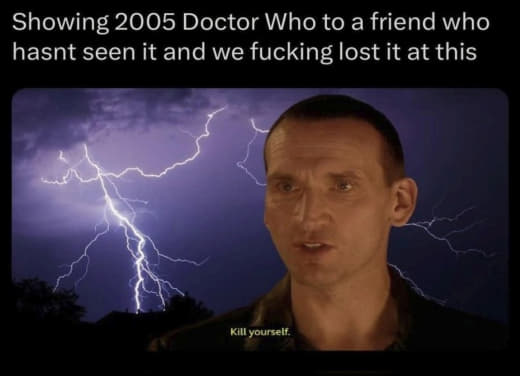 Showing 2005 Doctor Who to a friend who
hasnt seen it and we fucking lost it at this
Kill yourself.